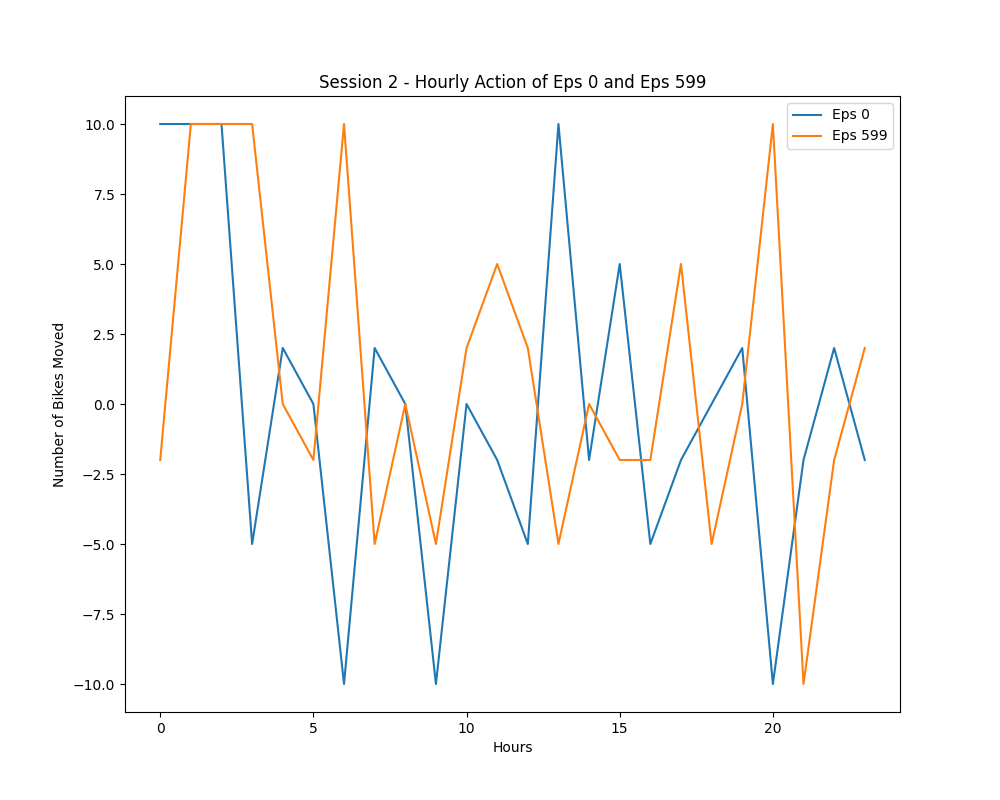 Session 2 - Hourly Action of Eps 0 and Eps 599
Eps 0
Eps 599
Number of Bikes Moved
10.0
7.5
5.0
2.5
0.0
−2.5
−5.0
−7.5
−10.0
0 5 10 15 20
Hours